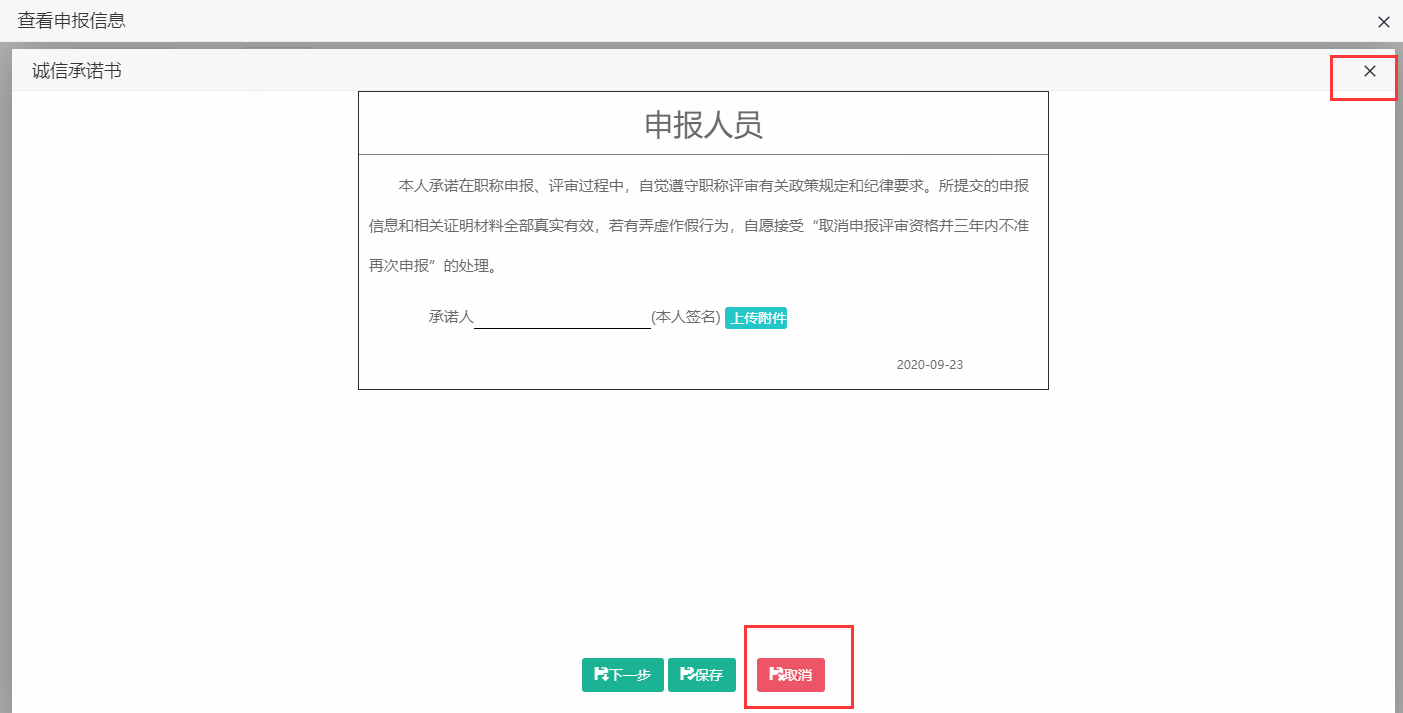 查看申报信息
诚信承诺书
申报人员
本人承诺在职称申报、评审过程中，自觉遵守职称评审有关政策规定和纪律要求。所提交的申报
信息和相关证明材料全部真实有效，若有弄虚作假行为，自愿接受“取消申报评审资格并三年内不准
再次申报”的处理。
承诺人 (本人签名) 上传附件
2020-09-23
下一步 保存 取消